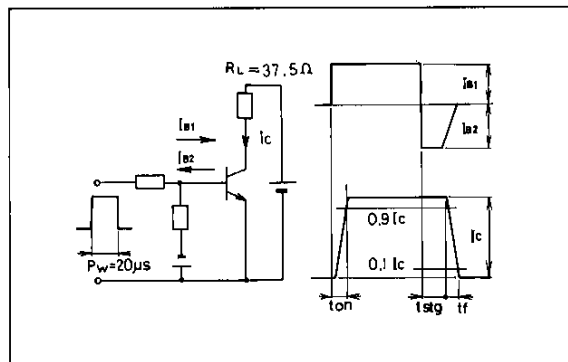 RL = 37.5Ω
IB1
IB2
Ic
PW=20μs
IB1
IB2
0,9 Ic
0,1 Ic
Ic
ton
tstg
tf